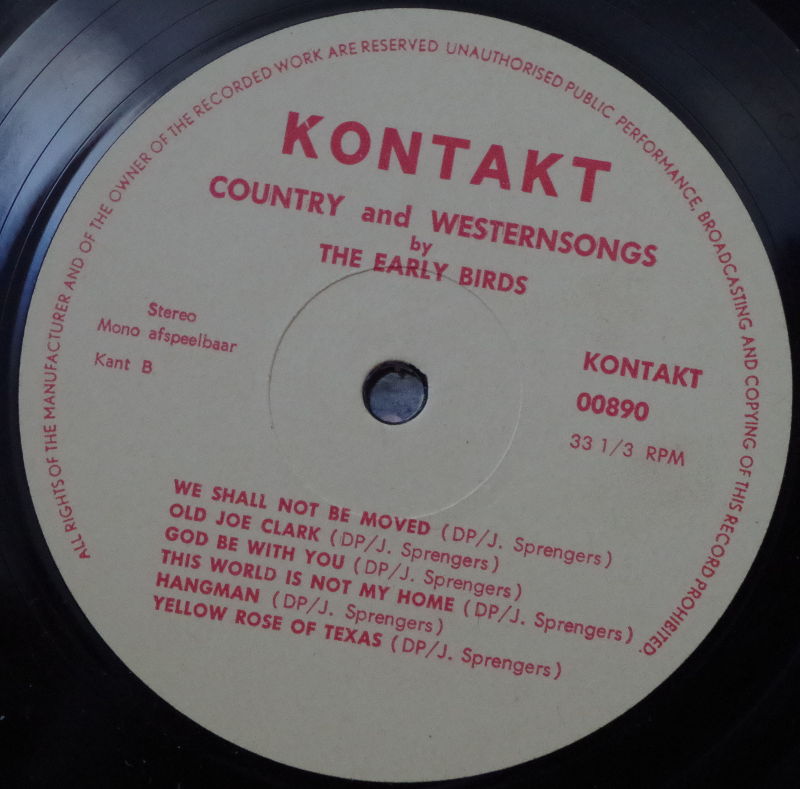 ALL RIGHTS OF THE MANUFACTURER AND OF THE OWNER OF THE RECORDED WORK ARE RESERVED UNAUTHORISED PUBLIC PERFORMANCE, BROADCASTING AND COPYING OF THIS RECORD PROHIBITED.
KONTAKT
COUNTRY and WESTERNSONGS
by
THE EARLY BIRDS
Stereo
Mono afspeelbaar
Kant B
KONTAKT
00890
33 1/3 RPM
WE SHALL NOT BE MOVED (DP/J. Sprengers)
OLD JOE CLARK (DP/J. Sprengers)
GOD BE WITH YOU (DP/J. Sprengers)
THIS WORLD IS NOT MY HOME (DP/J. Sprengers)
HANGMAN (DP/J. Sprengers)
YELLOW ROSE OF TEXAS (DP/J. Sprengers)